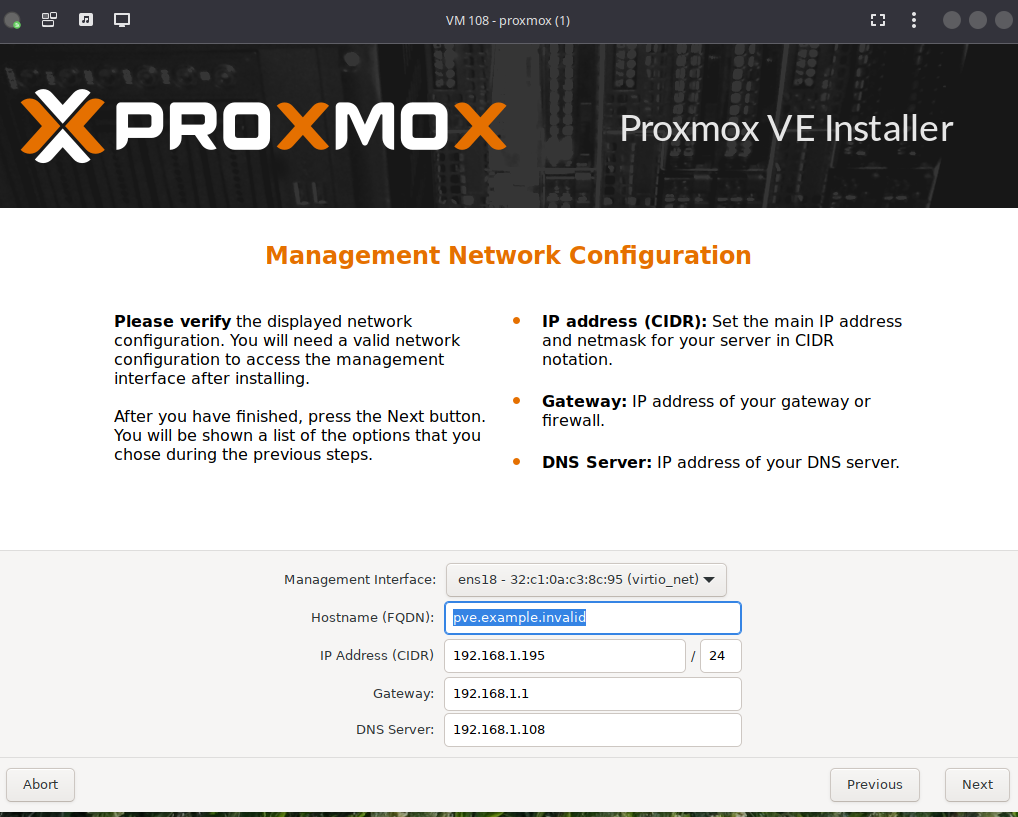 VM 108 - proxmox (1)
PROXMOX
Proxmox VE Installer
Management Network Configuration
Please verify the displayed network
configuration. You will need a valid network
configuration to access the management
interface after installing.
After you have finished, press the Next button.
You will be shown a list of the options that you
chose during the previous steps.
IP address (CIDR): Set the main IP address
and netmask for your server in CIDR
notation.
Gateway: IP address of your gateway or
firewall.
DNS Server: IP address of your DNS server.
Management Interface: ens18 - 32:c1:0a:c3:8c:95 (virtio_net)
Hostname (FQDN): pve.example.invalid
IP Address (CIDR) 192.168.1.195 / 24
Gateway: 192.168.1.1
DNS Server: 192.168.1.108
Abort Previous Next